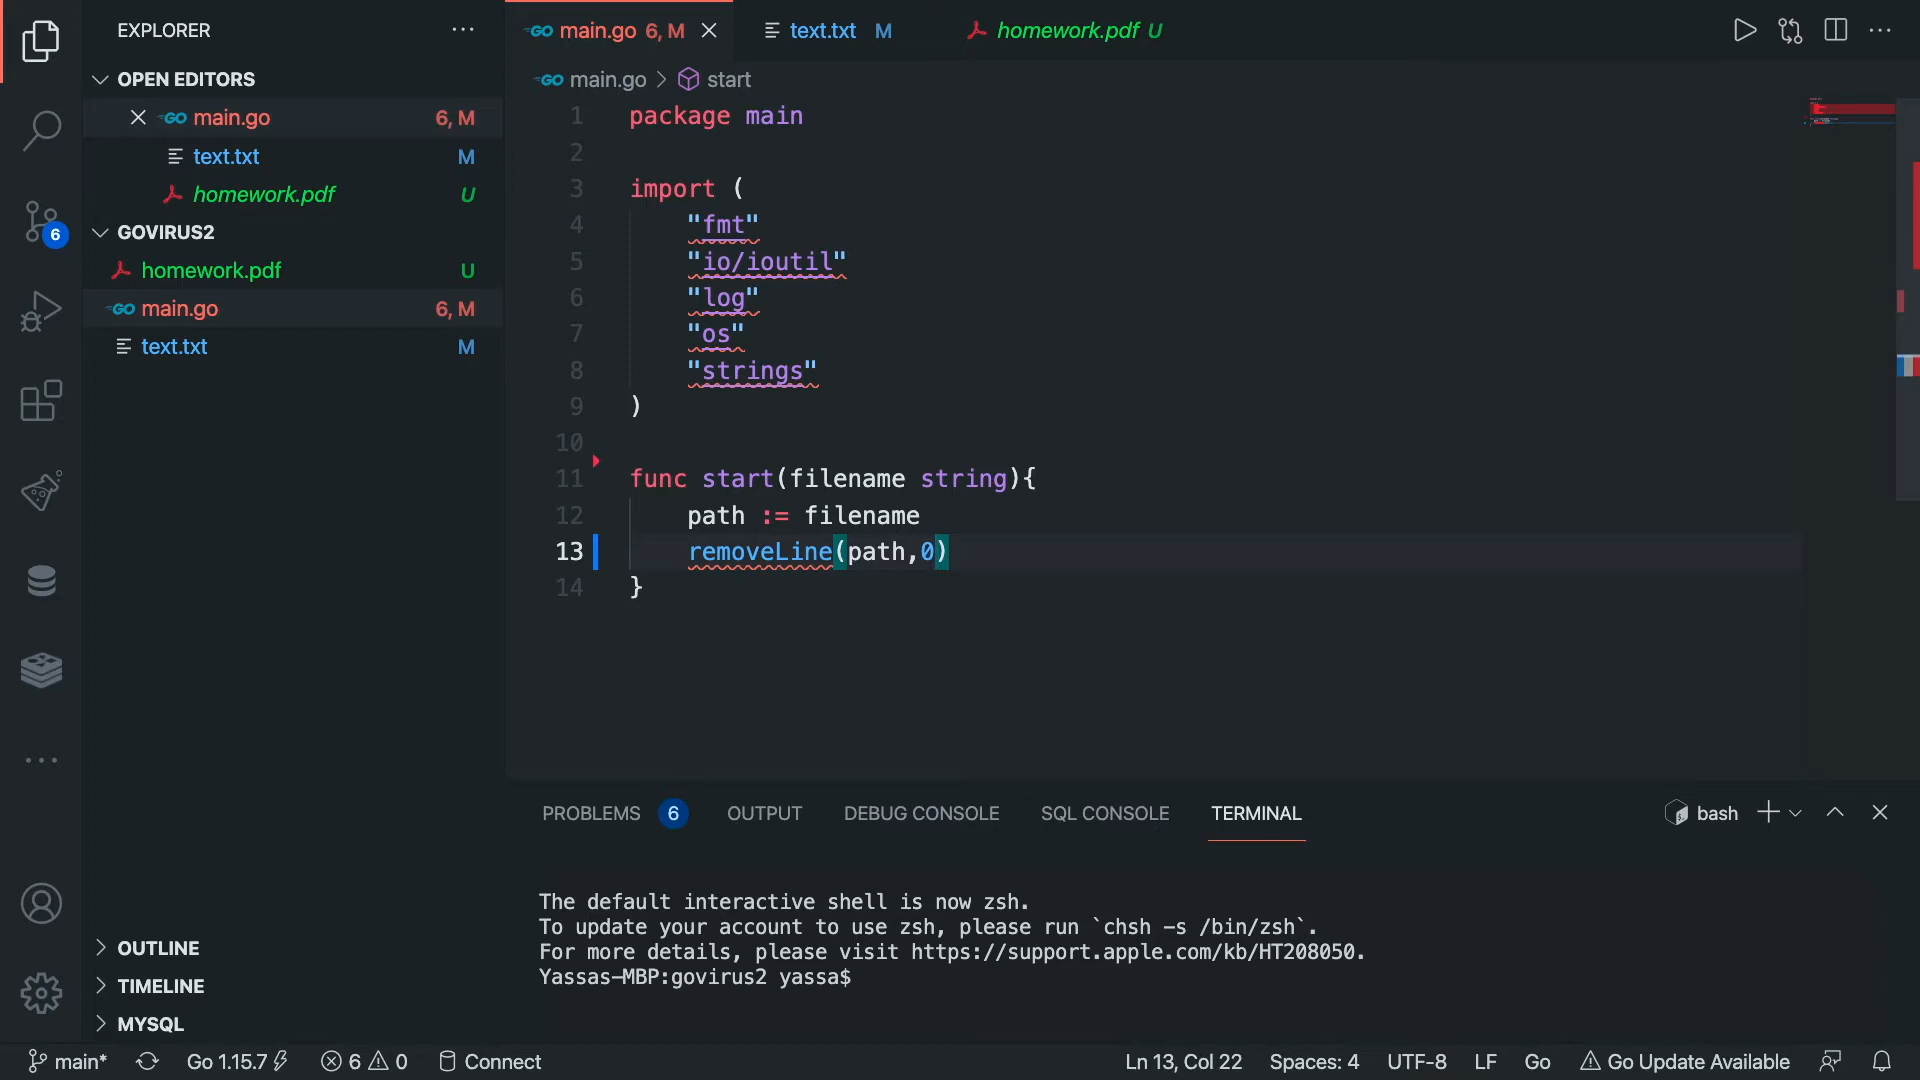 EXPLORER
OPEN EDITORS
main.go 6, M
text.txt M
homework.pdf U
GOVIRUS2
homework.pdf U
main.go 6, M
text.txt M
OUTLINE
TIMELINE
MYSQL
6
main.go 6, M
text.txt M
homework.pdf U
main.go > start
1 package main
2
3 import (
4 "fmt"
5 "io/ioutil"
6 "log"
7 "os"
8 "strings"
9 )
10
11 func start(filename string){
12 path := filename
13 removeLine(path,0)
14 }
PROBLEMS 6 OUTPUT DEBUG CONSOLE SQL CONSOLE TERMINAL bash
The default interactive shell is now zsh.
To update your account to use zsh, please run `chsh -s /bin/zsh`.
For more details, please visit https://support.apple.com/kb/HT208050.
Yassas-MBP:govirus2 yassa$
main* Go 1.15.7 6 0 Connect Ln 13, Col 22 Spaces: 4 UTF-8 LF Go Go Update Available